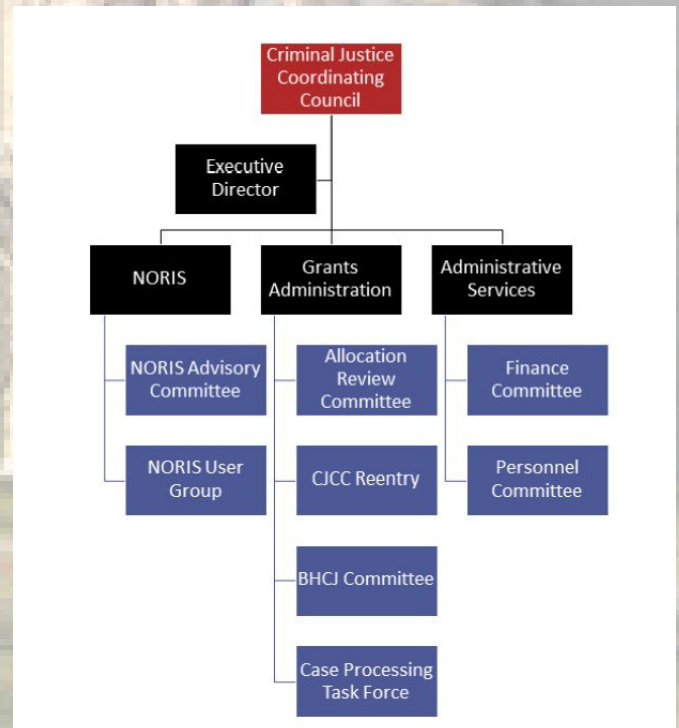 Criminal Justice
Coordinating
Council
Executive
Director
NORIS
Grants
Administration
Administrative
Services
NORIS Advisory
Committee
Allocation
Review
Committee
Finance
Committee
NORIS User
Group
CJCC Reentry
Personnel
Committee
BHCJ Committee
Case Processing
Task Force